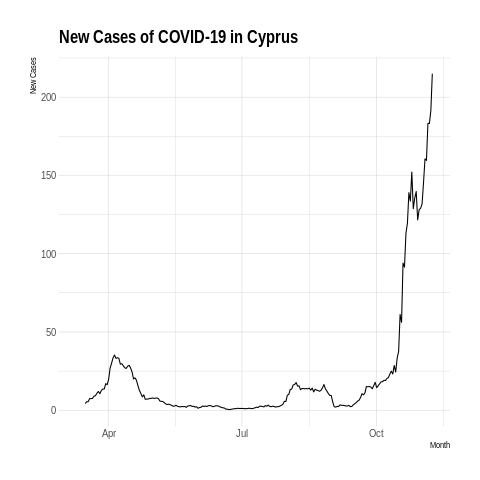 New Cases of COVID-19 in Cyprus
New Cases
200
150
100
50
0
Apr
Jul
Oct
Month